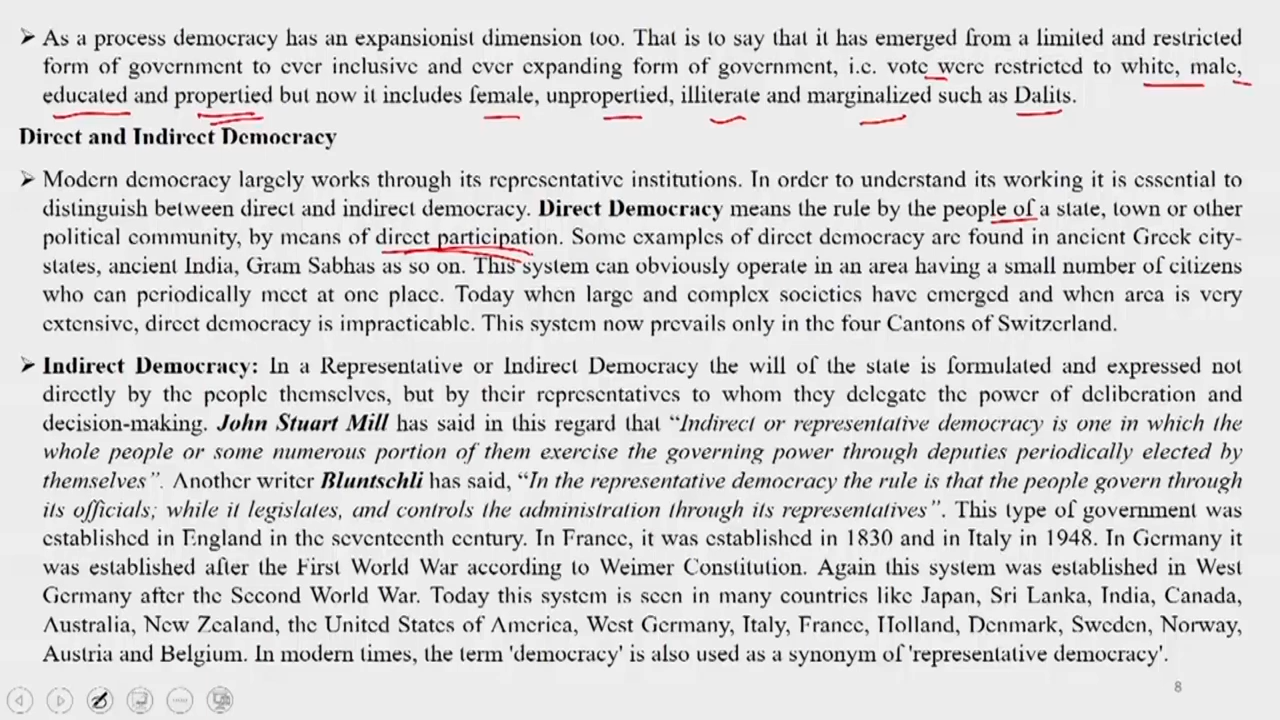 ➤ As a process democracy has an expansionist dimension too. That is to say that it has emerged from a limited and restricted
form of government to ever inclusive and ever expanding form of government, i.e. vote were restricted to white, male,
educated and propertied but now it includes female, unpropertied, illiterate and marginalized such as Dalits.
Direct and Indirect Democracy
➤ Modern democracy largely works through its representative institutions. In order to understand its working it is essential to
distinguish between direct and indirect democracy. Direct Democracy means the rule by the people of a state, town or other
political community, by means of direct participation. Some examples of direct democracy are found in ancient Greek city-
states, ancient India, Gram Sabhas as so on. This system can obviously operate in an area having a small number of citizens
who can periodically meet at one place. Today when large and complex societies have emerged and when area is very
extensive, direct democracy is impracticable. This system now prevails only in the four Cantons of Switzerland.
➤ Indirect Democracy: In a Representative or Indirect Democracy the will of the state is formulated and expressed not
directly by the people themselves, but by their representatives to whom they delegate the power of deliberation and
decision-making. John Stuart Mill has said in this regard that “Indirect or representative democracy is one in which the
whole people or some numerous portion of them exercise the governing power through deputies periodically elected by
themselves”. Another writer Bluntschli has said, “In the representative democracy the rule is that the people govern through
its officials; while it legislates, and controls the administration through its representatives”. This type of government was
established in England in the seventeenth century. In France, it was established in 1830 and in Italy in 1948. In Germany it
was established after the First World War according to Weimer Constitution. Again this system was established in West
Germany after the Second World War. Today this system is seen in many countries like Japan, Sri Lanka, India, Canada,
Australia, New Zealand, the United States of America, West Germany, Italy, France, Holland, Denmark, Sweden, Norway,
Austria and Belgium. In modern times, the term 'democracy' is also used as a synonym of 'representative democracy'.
8